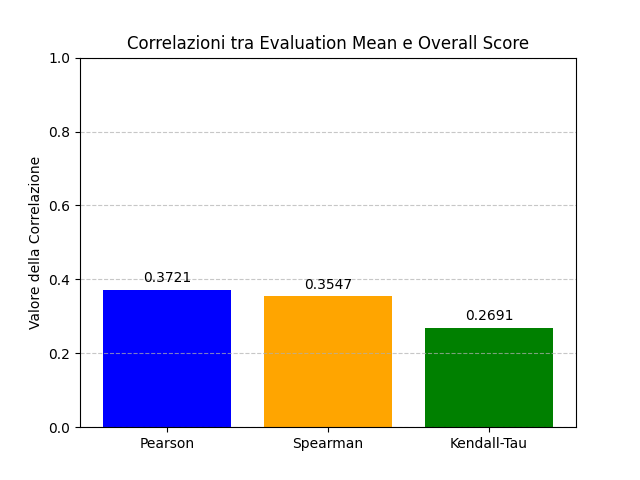 Correlazioni tra Evaluation Mean e Overall Score
Valore della Correlazione
1.0
0.8
0.6
0.4
0.2
0.0
0.3721
0.3547
0.2691
Pearson
Spearman
Kendall-Tau